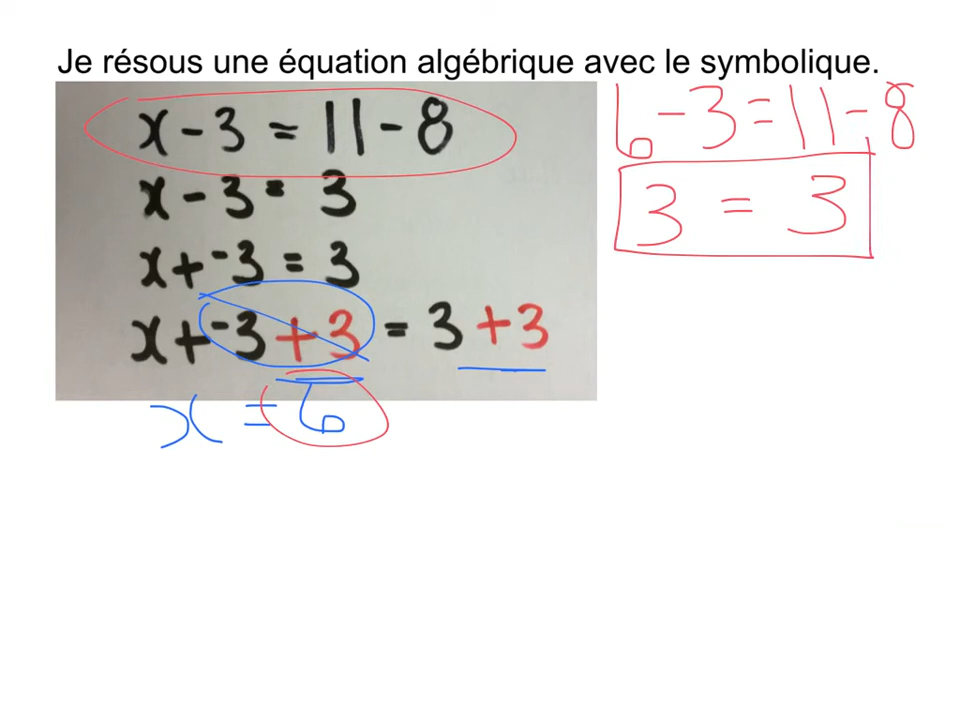 Je résous une équation algébrique avec le symbolique.
x - 3 = 11 - 8
x - 3 = 3
x + -3 = 3
x + -3 + 3 = 3 + 3
x = 6
6 - 3 = 11 - 8
3 = 3